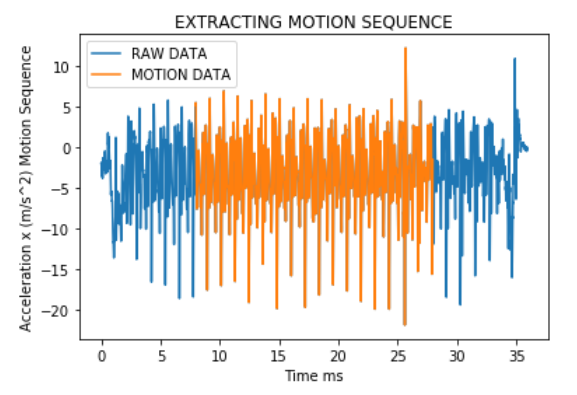 EXTRACTING MOTION SEQUENCE
RAW DATA
MOTION DATA
Acceleration x (m/s^2) Motion Sequence
10
5
0
−5
−10
−15
−20
0 5 10 15 20 25 30 35
Time ms